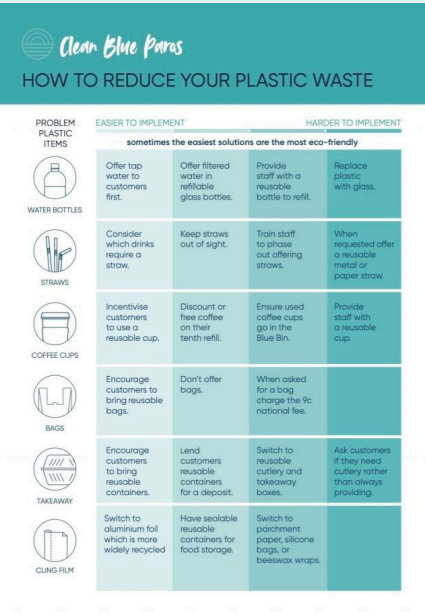 Clean Blue Paros
HOW TO REDUCE YOUR PLASTIC WASTE
PROBLEM
PLASTIC
ITEMS
EASIER TO IMPLEMENT
HARDER TO IMPLEMENT
sometimes the easiest solutions are the most eco-friendly
WATER BOTTLES
Offer tap
water to
customers
first.
Offer filtered
water in
refillable
glass bottles.
Provide
staff with a
reusable
bottle to refill.
Replace
plastic
with glass.
STRAWS
Consider
which drinks
require a
straw.
Keep straws
out of sight.
Train staff
to phase
out offering
straws.
When
requested offer
a reusable
metal or
paper straw.
COFFEE CUPS
Incentivise
customers
to use a
reusable cup.
Discount or
free coffee
on their
tenth refill.
Ensure used
coffee cups
go in the
Blue Bin.
Provide
staff with
a reusable
cup.
BAGS
Encourage
customers to
bring reusable
bags.
Don't offer
bags.
When asked
for a bag
charge the 9c
national fee.
TAKEAWAY
Encourage
customers
to bring
reusable
containers.
Lend
customers
reusable
containers
for a deposit.
Switch to
reusable
cutlery and
takeaway
boxes.
Ask customers
if they need
cutlery rather
than always
providing.
CLING FILM
Switch to
aluminium foil
which is more
widely recycled
Have sealable
reusable
containers for
food storage.
Switch to
parchment
paper, silicone
bags, or
beeswax wraps.